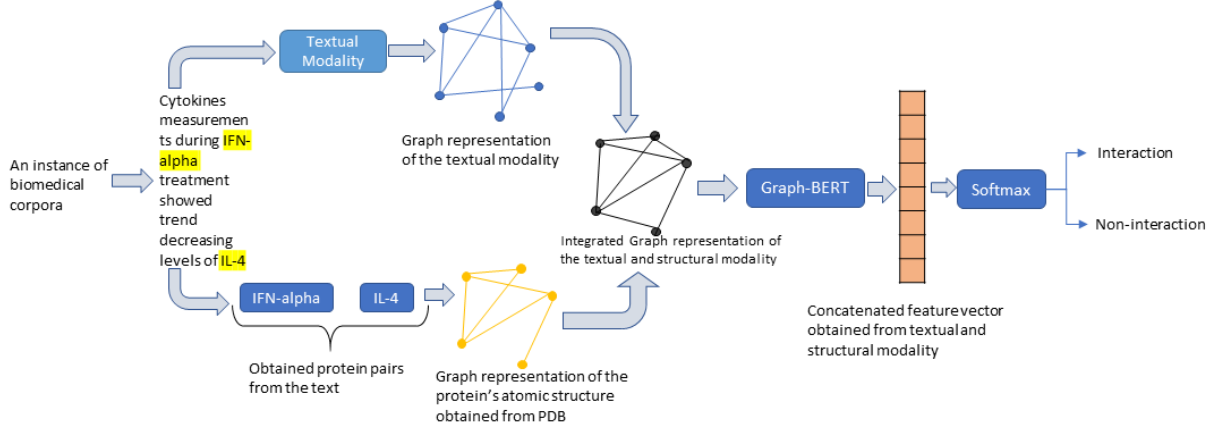 An instance of
biomedical
corpora
Cytokines
measuremen
ts during IFN-
alpha
treatment
showed
trend
decreasing
levels of IL-4
Textual
Modality
Graph representation
of the textual modality
IFN-alpha
IL-4
Obtained protein pairs
from the text
Graph representation of the
protein's atomic structure
obtained from PDB
Integrated Graph representation of
the textual and structural modality
Graph-BERT
Concatenated feature vector
obtained from textual and
structural modality
Softmax
Interaction
Non-interaction